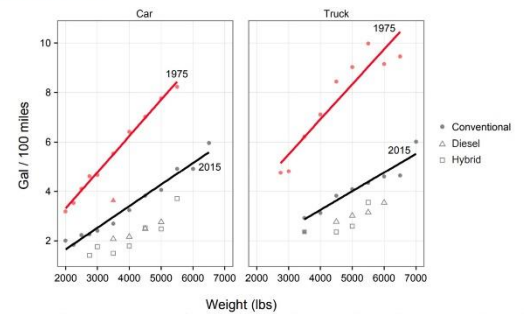 Car
Truck
Gal / 100 miles
10
8
6
4
2
1975
2015
1975
2015
Conventional
Diesel
Hybrid
2000 3000 4000 5000 6000 7000
2000 3000 4000 5000 6000 7000
Weight (lbs)